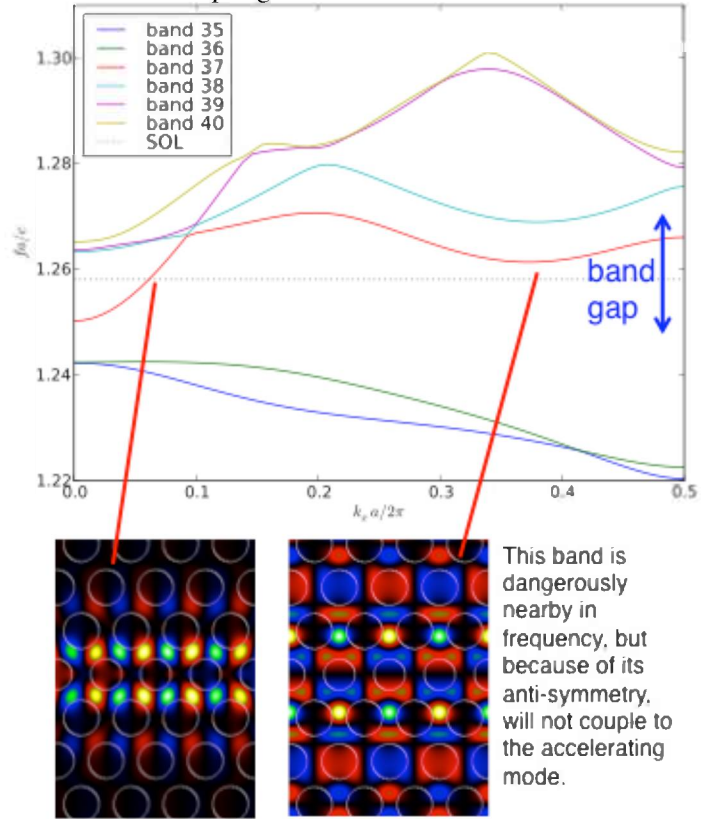 1.30
1.28
1.26
1.24
1.22
fa/c
band 35
band 36
band 37
band 38
band 39
band 40
SOL
band
gap
0.0 0.1 0.2 0.3 0.4 0.5
kₓa/2π
This band is
dangerously
nearby in
frequency, but
because of its
anti-symmetry,
will not couple to
the accelerating
mode.